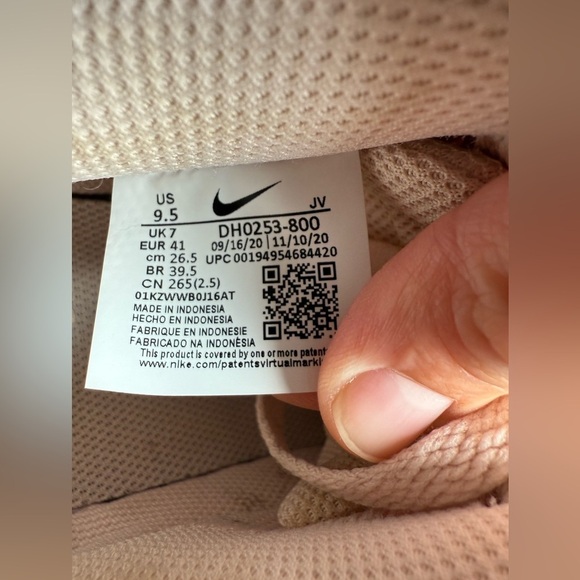 US
9.5
JV
UK 7 DH0253-800
EUR 41 09/16/20 | 11/10/20
cm 26.5 UPC 00194954684420
BR 39.5
CN 265(2.5)
01KZWWB0J16AT
MADE IN INDONESIA
HECHO EN INDONESIA
FABRIQUE EN INDONESIE
FABRICADO NA INDONÉSIA
This product is covered by one or more patent
www.nike.com/patentsvirtualmarki